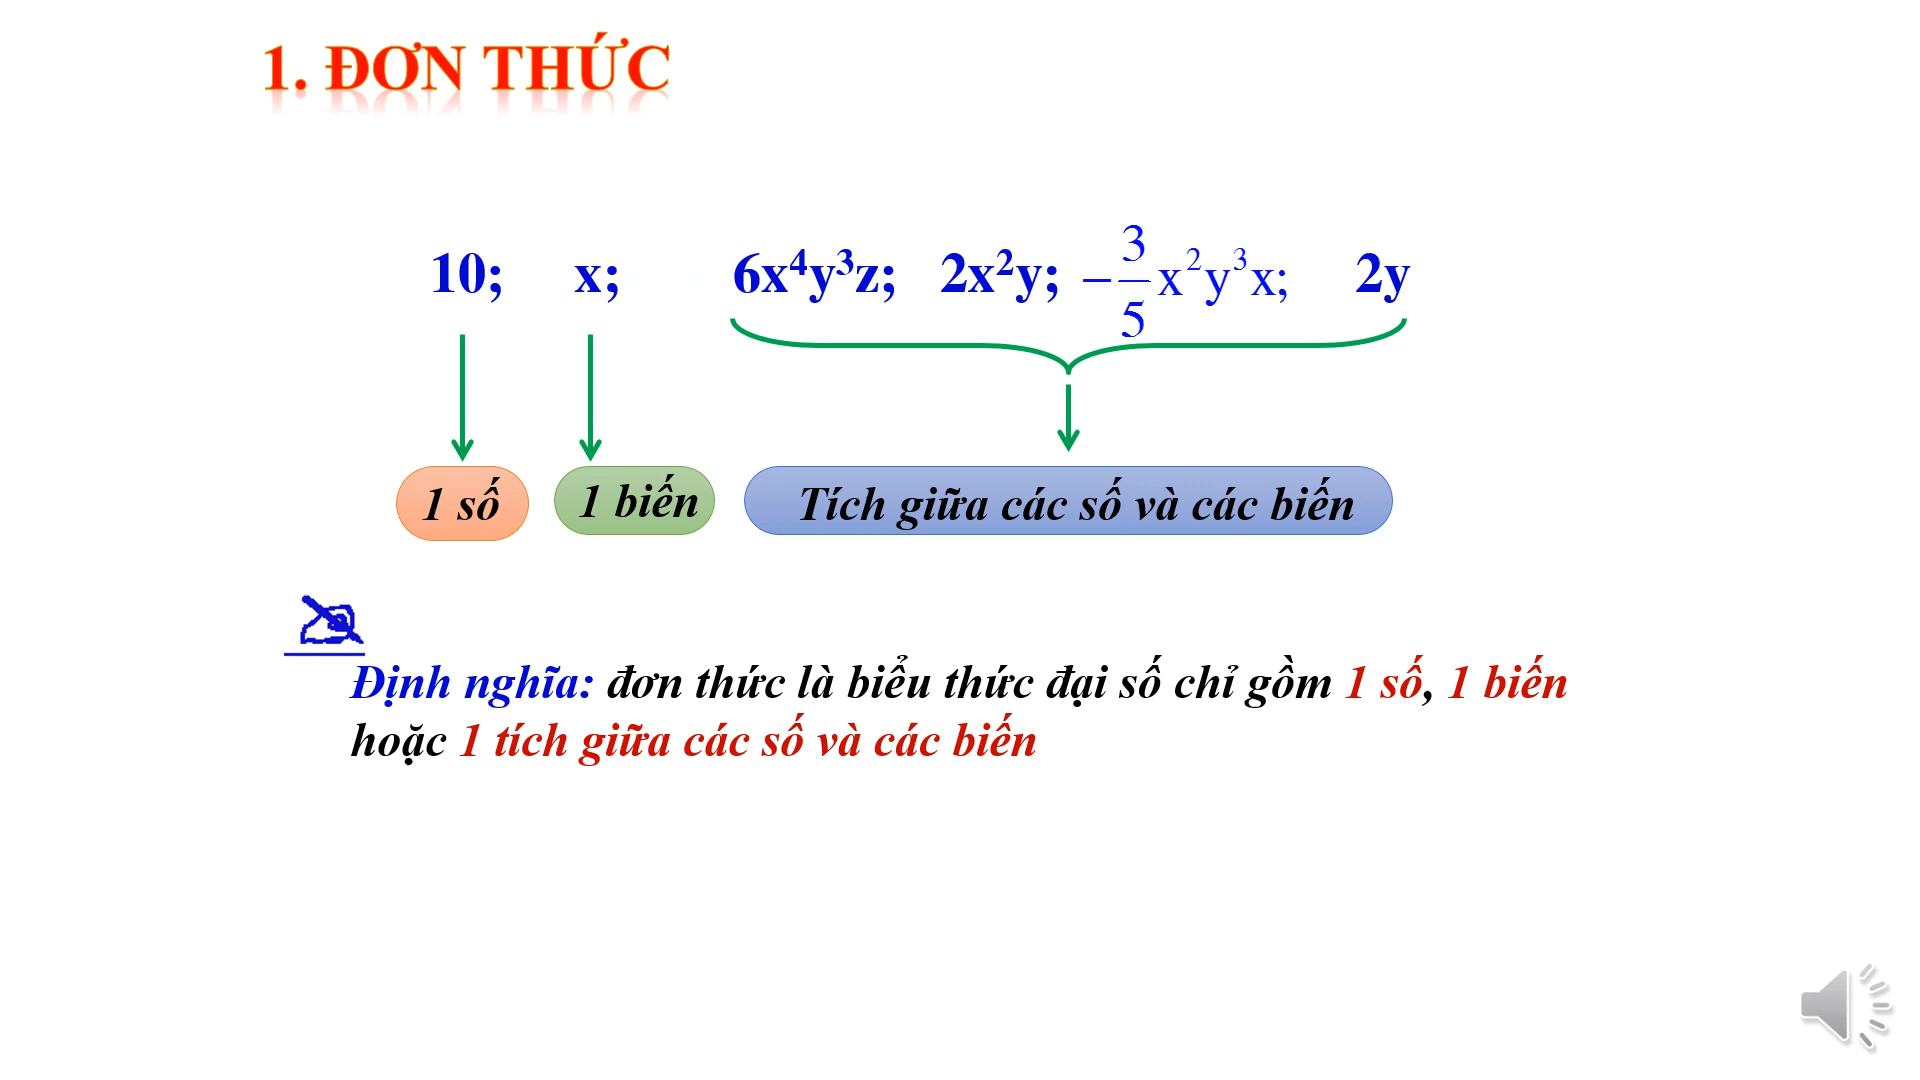 1. ĐƠN THỨC
10; x; 6x⁴y³z; 2x²y; −3/5 x²y³x; 2y
1 số 1 biến Tích giữa các số và các biến
Định nghĩa: đơn thức là biểu thức đại số chỉ gồm 1 số, 1 biến
hoặc 1 tích giữa các số và các biến